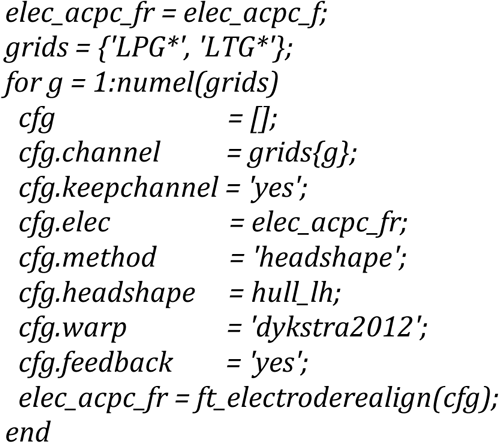 elec_acpc_fr = elec_acpc_f;
grids = {'LPG*', 'LTG*'};
for g = 1:numel(grids)
cfg = [];
cfg.channel = grids{g};
cfg.keepchannel = 'yes';
cfg.elec = elec_acpc_fr;
cfg.method = 'headshape';
cfg.headshape = hull_lh;
cfg.warp = 'dykstra2012';
cfg.feedback = 'yes';
elec_acpc_fr = ft_electroderealign(cfg);
end